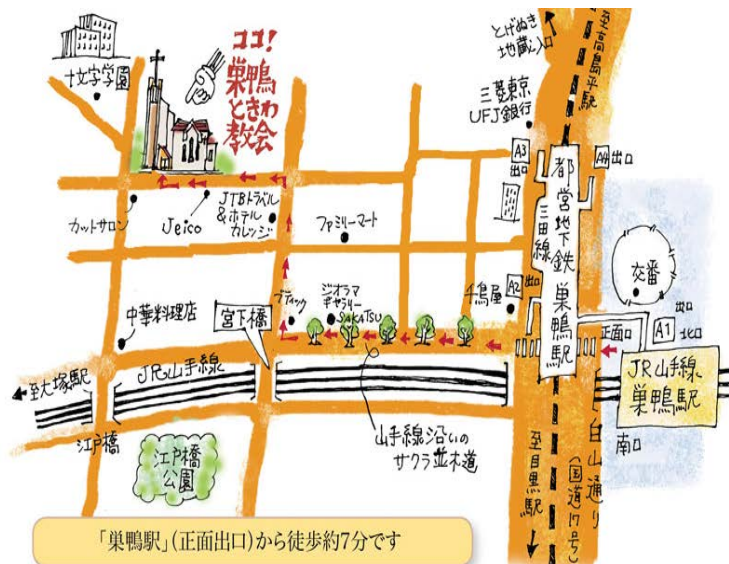 ココ!
巣鴨
ときわ
教会
十文字学園
とげぬき
地蔵入口
至高島平駅
三菱東京
UFJ銀行
A3
出口
A4
出口
都営地下鉄
三田線
巣鴨駅
カットサロン
Jeico
JTBトラベル
&ホテル
カレッジ
ファミリーマート
A2
出口
千鳥屋
交番
出口
中華料理店
宮下橋
ブティック
ジオラマ
ギャラリー
SAKATSU
正面口
A1
北口
至大塚駅
JR山手線
JR山手線
巣鴨駅
江戸橋
江戸橋
公園
山手線沿いの
サクラ並木道
至目黒駅
白山通り
(国道17号)
南口
「巣鴨駅」(正面出口)から徒歩約7分です